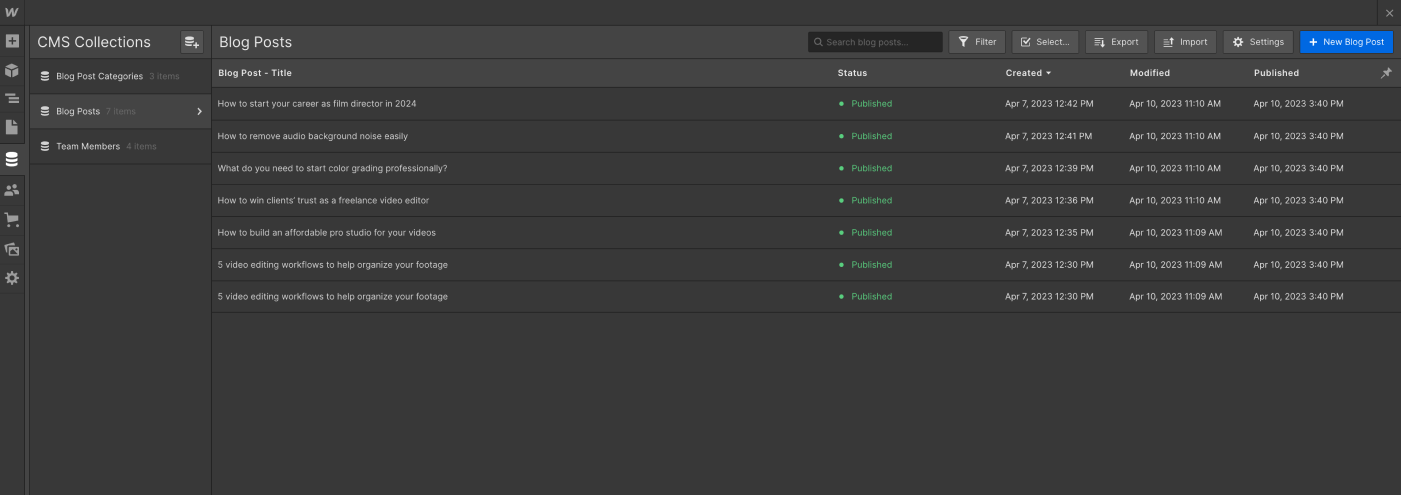 W
CMS Collections
Blog Posts
Search blog posts...
Filter
Select...
Export
Import
Settings
+ New Blog Post
Blog Post Categories 3 items
Blog Posts 7 items
Team Members 4 items
Blog Post - Title Status Created Modified Published
How to start your career as film director in 2024 Published Apr 7, 2023 12:42 PM Apr 10, 2023 11:10 AM Apr 10, 2023 3:40 PM
How to remove audio background noise easily Published Apr 7, 2023 12:41 PM Apr 10, 2023 11:10 AM Apr 10, 2023 3:40 PM
What do you need to start color grading professionally? Published Apr 7, 2023 12:39 PM Apr 10, 2023 11:10 AM Apr 10, 2023 3:40 PM
How to win clients' trust as a freelance video editor Published Apr 7, 2023 12:36 PM Apr 10, 2023 11:10 AM Apr 10, 2023 3:40 PM
How to build an affordable pro studio for your videos Published Apr 7, 2023 12:35 PM Apr 10, 2023 11:09 AM Apr 10, 2023 3:40 PM
5 video editing workflows to help organize your footage Published Apr 7, 2023 12:30 PM Apr 10, 2023 11:09 AM Apr 10, 2023 3:40 PM
5 video editing workflows to help organize your footage Published Apr 7, 2023 12:30 PM Apr 10, 2023 11:09 AM Apr 10, 2023 3:40 PM